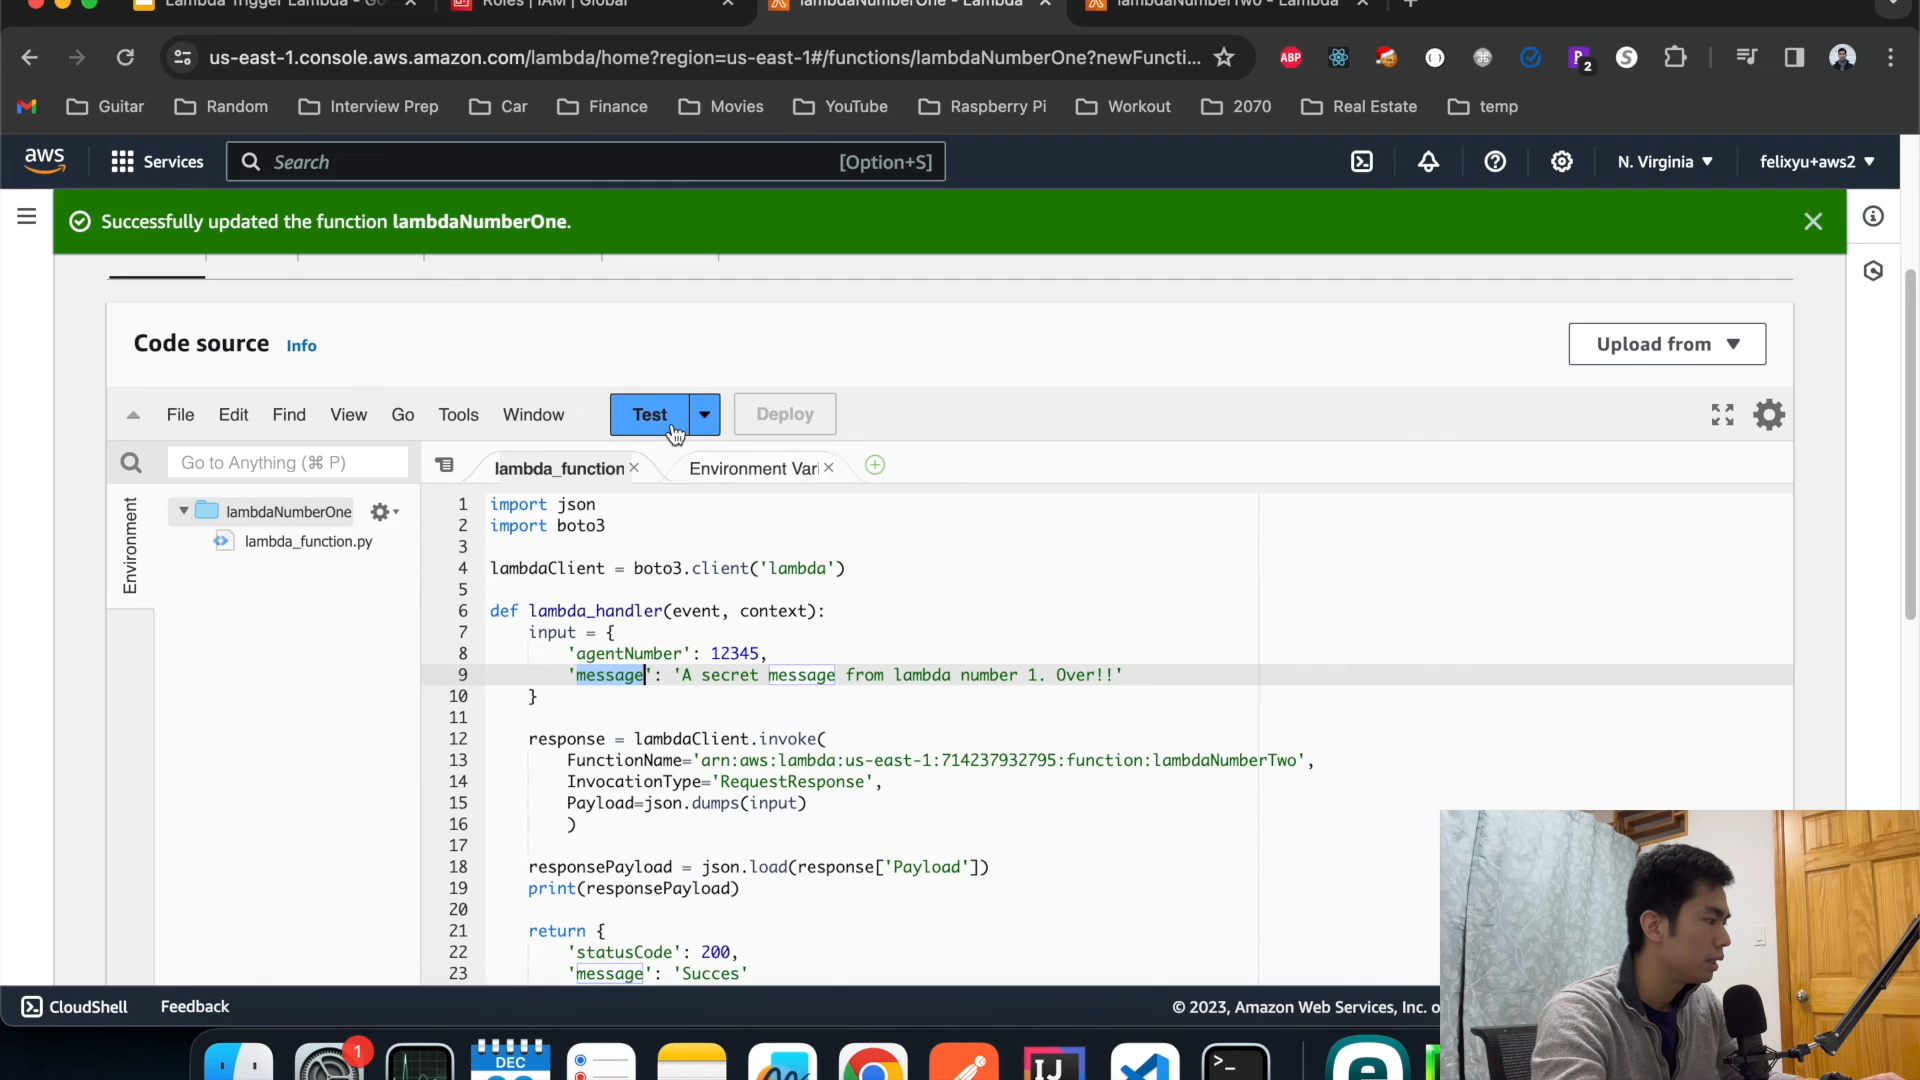 Lambda Trigger Lambda - Go
Roles | IAM | Global
lambdaNumberOne - Lambda
lambdaNumberTwo - Lambda
us-east-1.console.aws.amazon.com/lambda/home?region=us-east-1#/functions/lambdaNumberOne?newFuncti...
ABP
2
Guitar
Random
Interview Prep
Car
Finance
Movies
YouTube
Raspberry Pi
Workout
2070
Real Estate
temp
aws
Services
Search
[Option+S]
N. Virginia
felixyu+aws2
Successfully updated the function lambdaNumberOne.
Code source Info
Upload from
File Edit Find View Go Tools Window
Test
Deploy
Go to Anything (⌘ P)
lambda_function
Environment Vari
Environment
lambdaNumberOne
lambda_function.py
1 import json
2 import boto3
3
4 lambdaClient = boto3.client('lambda')
5
6 def lambda_handler(event, context):
7 input = {
8 'agentNumber': 12345,
9 'message': 'A secret message from lambda number 1. Over!!'
10 }
11
12 response = lambdaClient.invoke(
13 FunctionName='arn:aws:lambda:us-east-1:714237932795:function:lambdaNumberTwo',
14 InvocationType='RequestResponse',
15 Payload=json.dumps(input)
16 )
17
18 responsePayload = json.load(response['Payload'])
19 print(responsePayload)
20
21 return {
22 'statusCode': 200,
23 'message': 'Succes'
CloudShell
Feedback
© 2023, Amazon Web Services, Inc. o
1
DEC
IJ